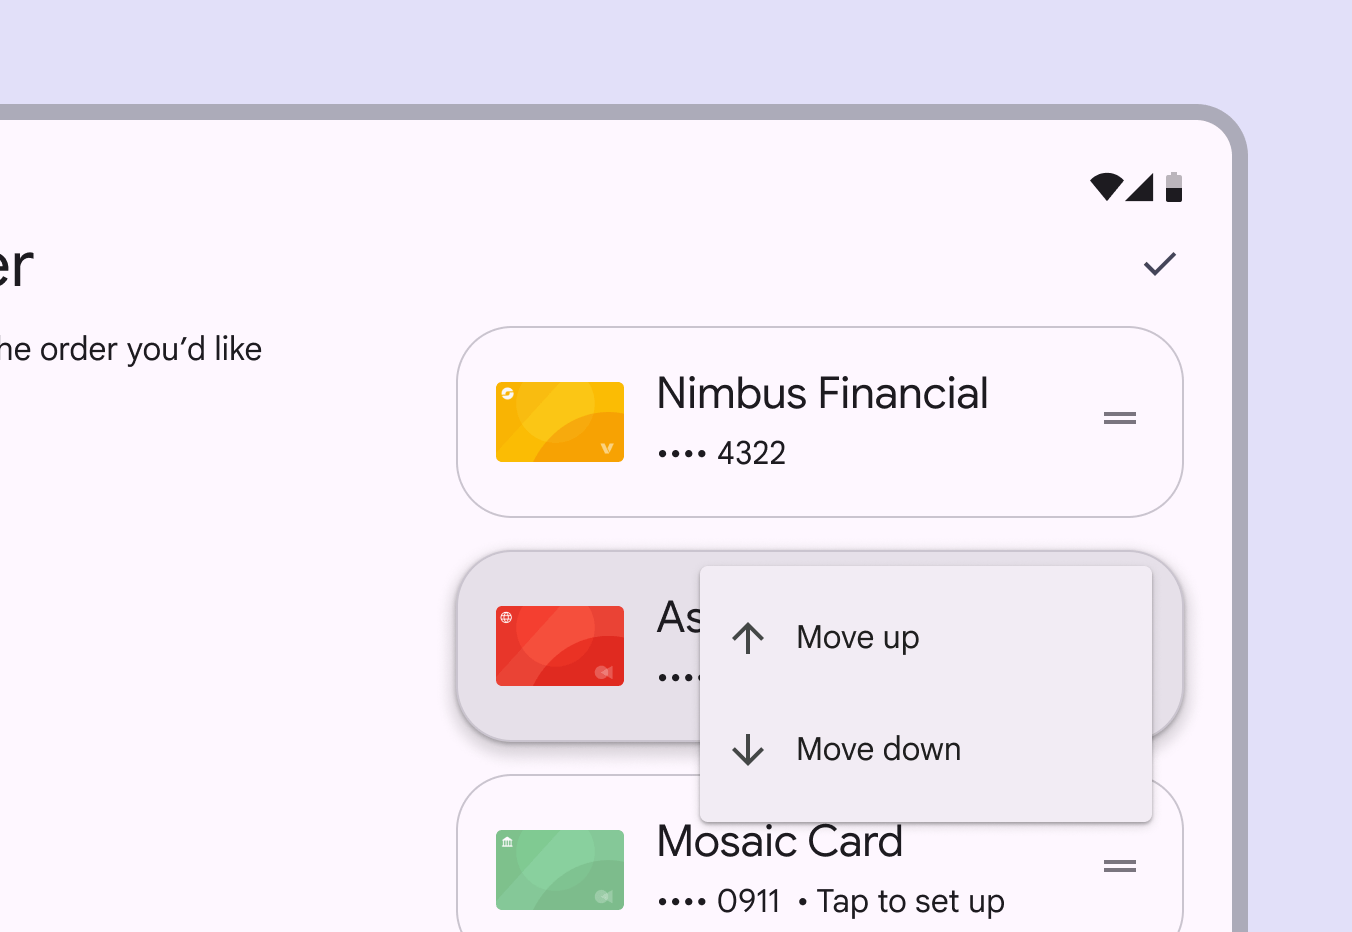 er
he order you’d like
Nimbus Financial
•••• 4322
As
••••
Move up
Move down
Mosaic Card
•••• 0911 • Tap to set up